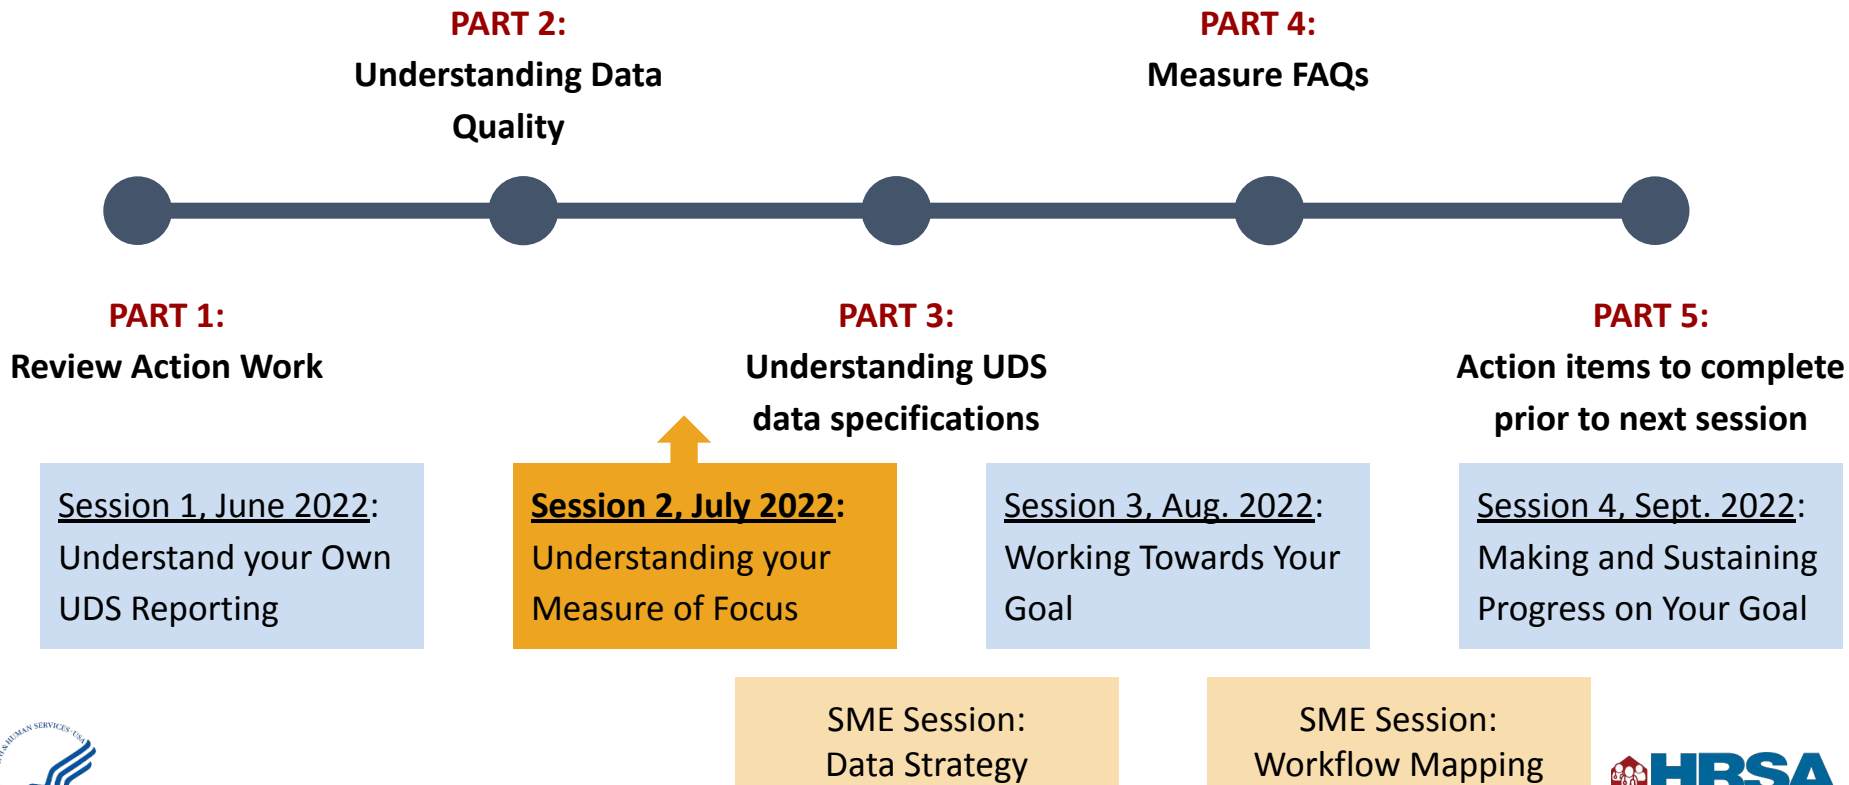 PART 2:
Understanding Data
Quality
PART 4:
Measure FAQs
PART 1:
Review Action Work
PART 3:
Understanding UDS
data specifications
PART 5:
Action items to complete
prior to next session
Session 1, June 2022:
Understand your Own
UDS Reporting
Session 2, July 2022:
Understanding your
Measure of Focus
Session 3, Aug. 2022:
Working Towards Your
Goal
Session 4, Sept. 2022:
Making and Sustaining
Progress on Your Goal
SME Session:
Data Strategy
SME Session:
Workflow Mapping
HUMAN SERVICES · USA
HRSA